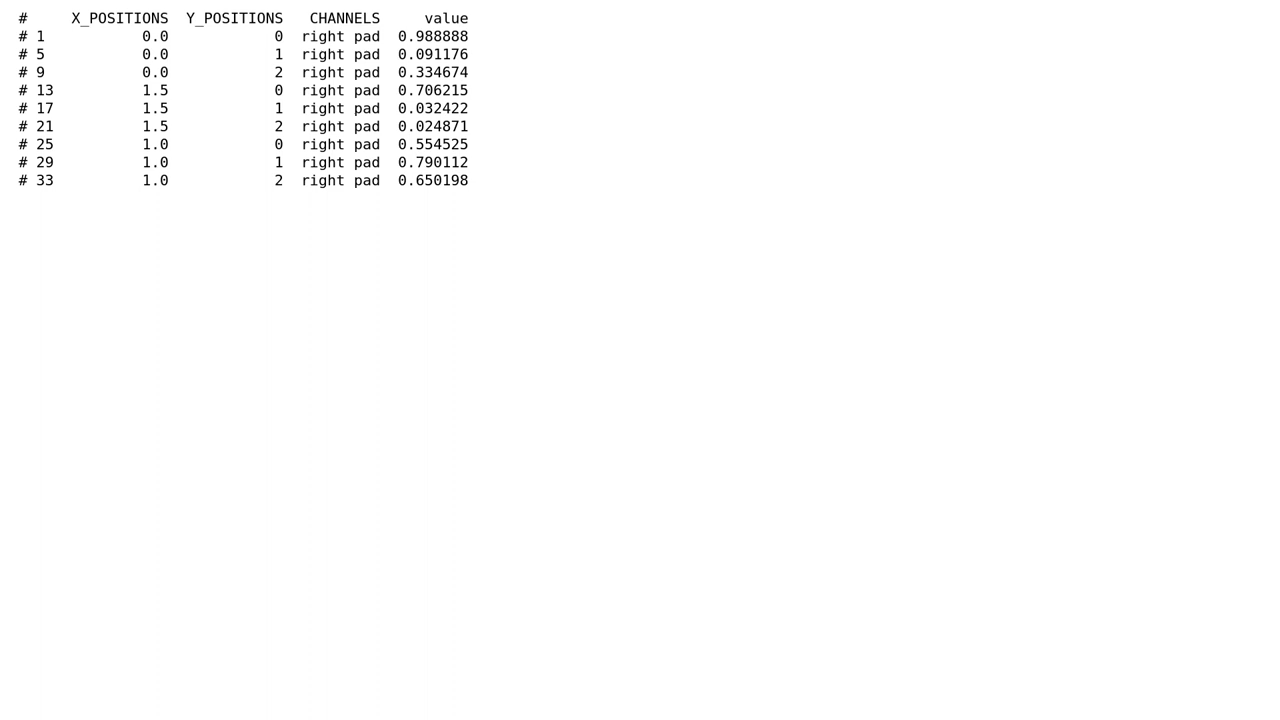 #     X_POSITIONS  Y_POSITIONS   CHANNELS     value
# 1           0.0            0  right pad  0.988888
# 5           0.0            1  right pad  0.091176
# 9           0.0            2  right pad  0.334674
# 13          1.5            0  right pad  0.706215
# 17          1.5            1  right pad  0.032422
# 21          1.5            2  right pad  0.024871
# 25          1.0            0  right pad  0.554525
# 29          1.0            1  right pad  0.790112
# 33          1.0            2  right pad  0.650198